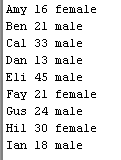 Amy 16 female
Ben 21 male
Cal 33 male
Dan 13 male
Eli 45 male
Fay 21 female
Gus 24 male
Hil 30 female
Ian 18 male